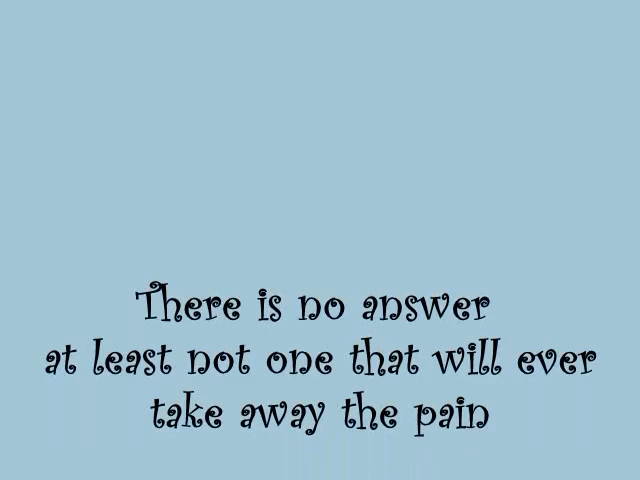 There is no answer
at least not one that will ever
take away the pain